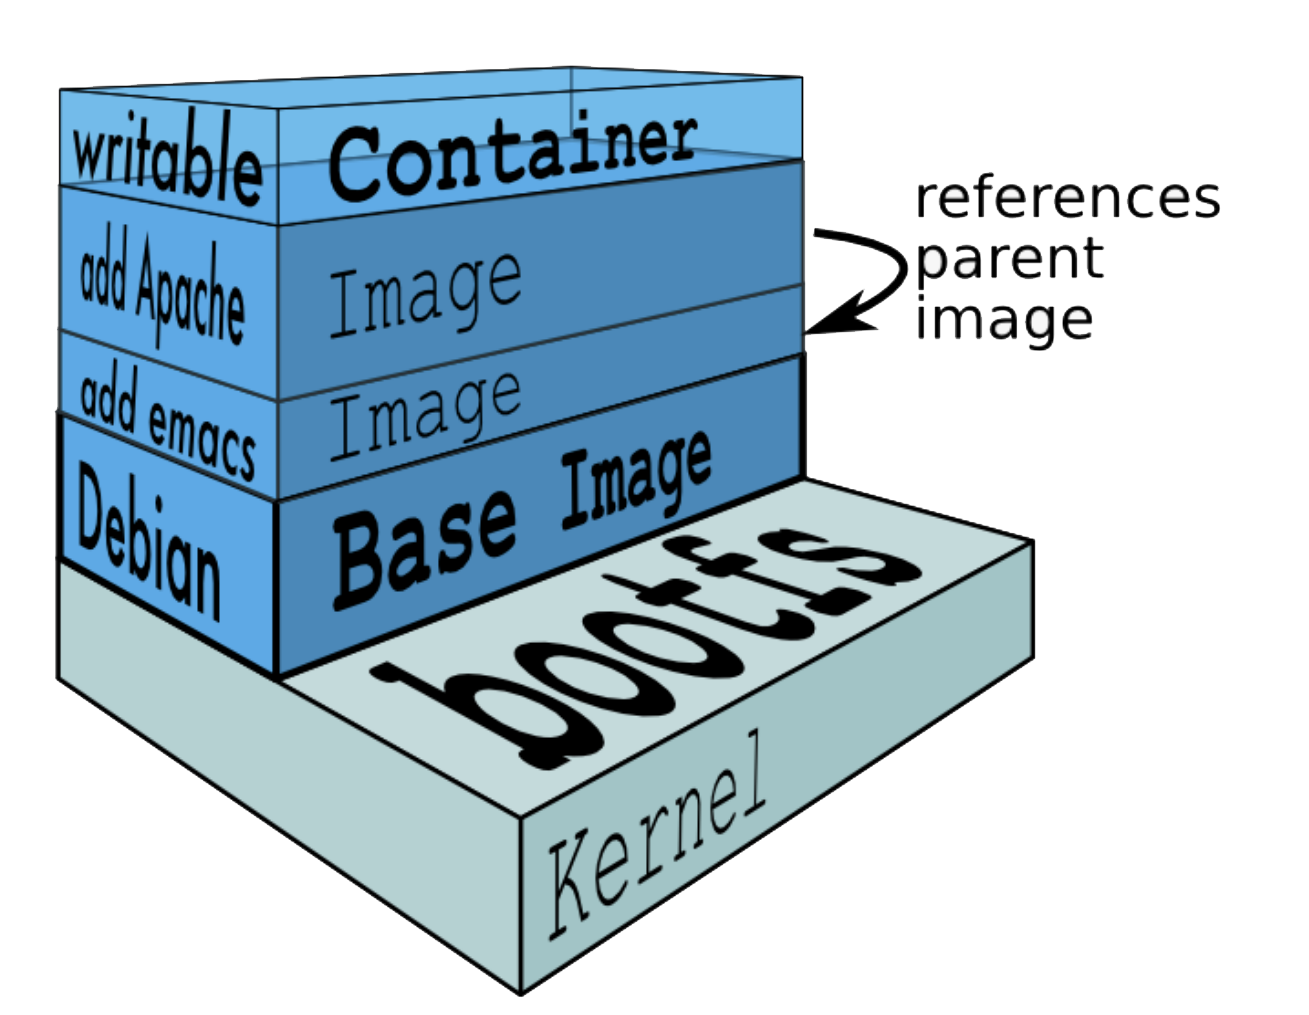 writable
Container
add Apache
Image
add emacs
Image
Debian
Base Image
bootfs
Kernel
references
parent
image